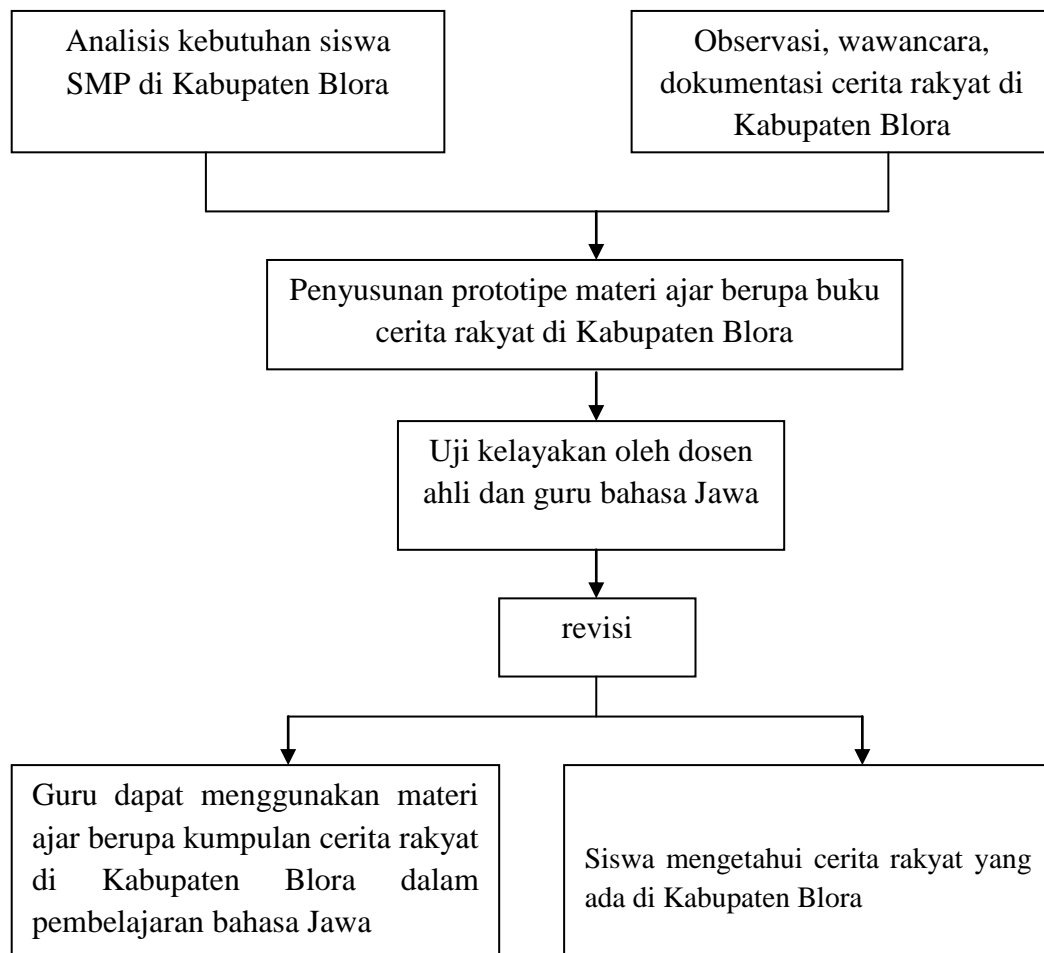 Analisis kebutuhan siswa
SMP di Kabupaten Blora
Observasi, wawancara,
dokumentasi cerita rakyat di
Kabupaten Blora
Penyusunan prototipe materi ajar berupa buku
cerita rakyat di Kabupaten Blora
Uji kelayakan oleh dosen
ahli dan guru bahasa Jawa
revisi
Guru dapat menggunakan materi
ajar berupa kumpulan cerita rakyat
di Kabupaten Blora dalam
pembelajaran bahasa Jawa
Siswa mengetahui cerita rakyat yang
ada di Kabupaten Blora